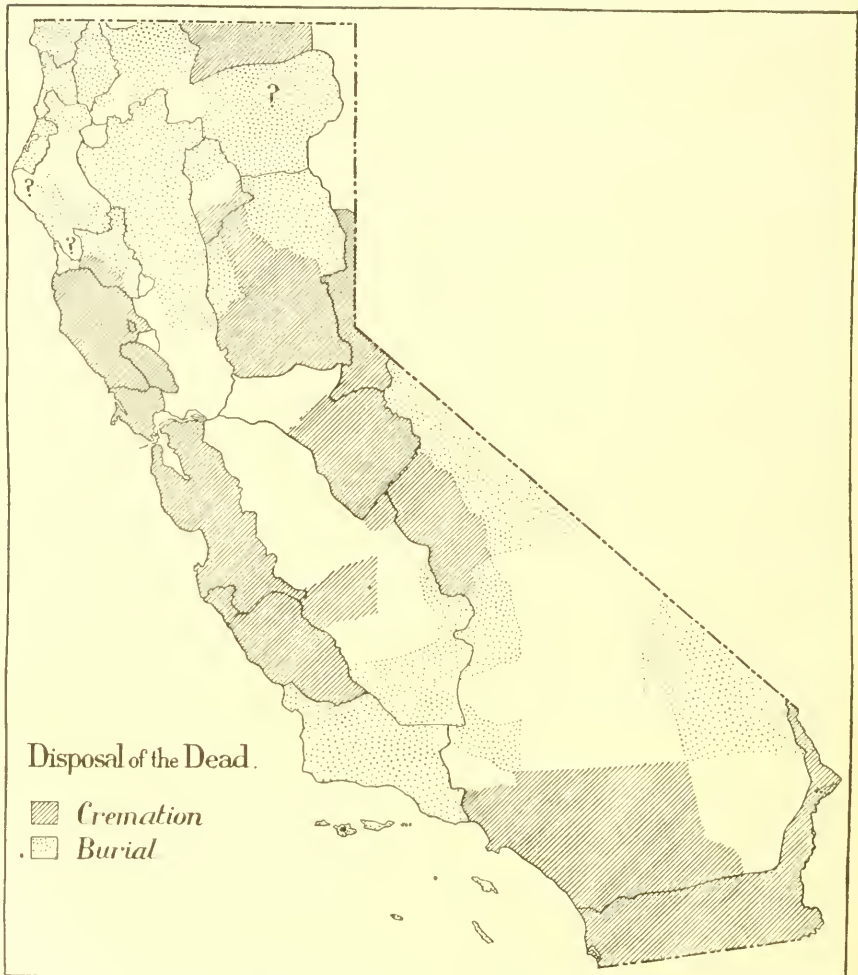 ?
?
?
Disposal of the Dead.
Cremation
Burial